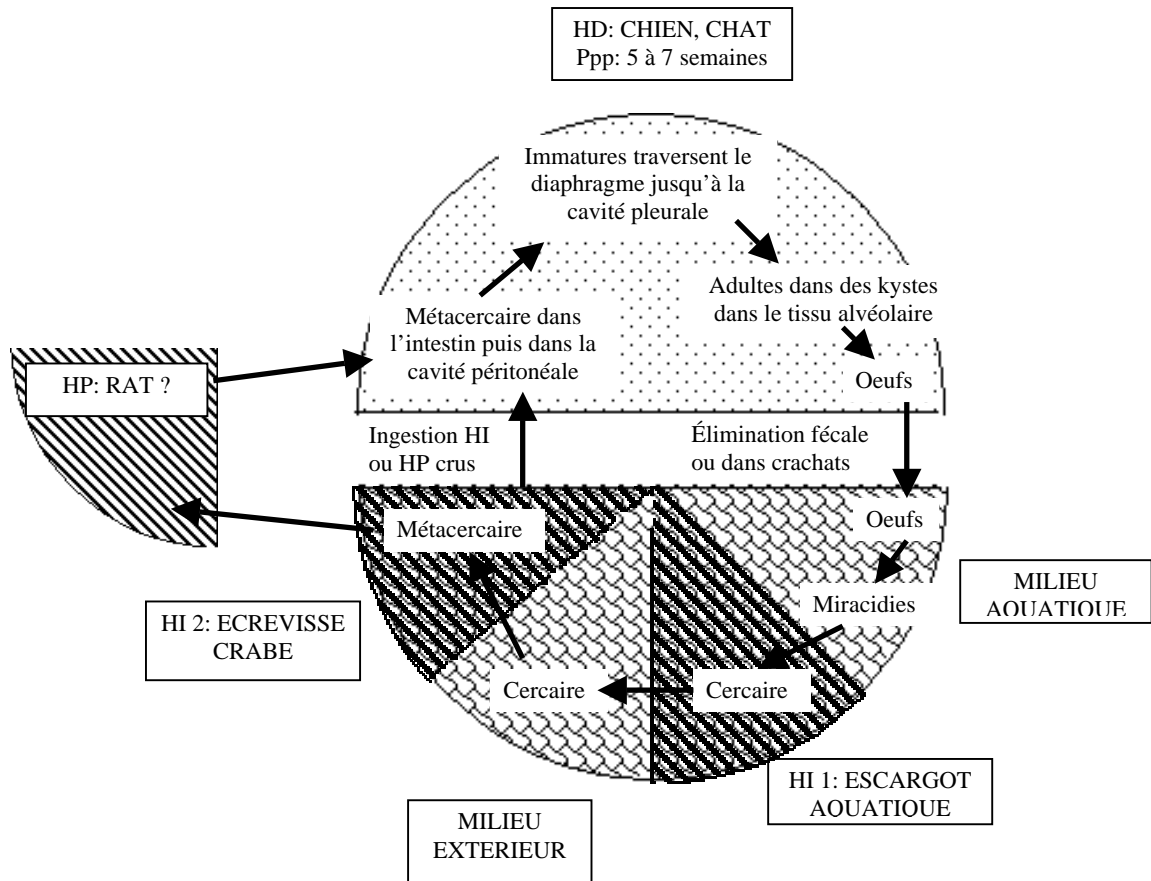 HD: CHIEN, CHAT
Ppp: 5 à 7 semaines
Immatures traversent le
diaphragme jusqu’à la
cavité pleurale
Adultes dans des kystes
dans le tissu alvéolaire
Métacercaire dans
l’intestin puis dans la
cavité péritonéale
HP: RAT ?
Oeufs
Ingestion HI
ou HP crus
Élimination fécale
ou dans crachats
Métacercaire
Oeufs
MILIEU
AQUATIQUE
Miracidies
HI 2: ECREVISSE
CRABE
Cercaire
Cercaire
HI 1: ESCARGOT
AQUATIQUE
MILIEU
EXTERIEUR